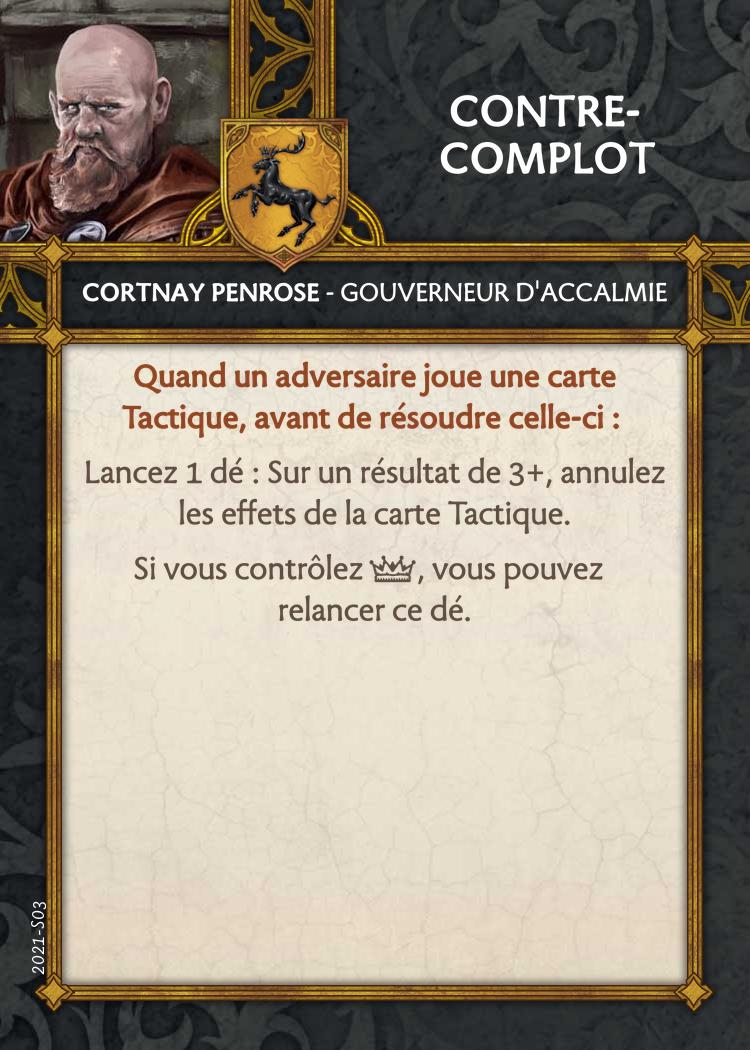 CONTRE-
COMPLOT
CORTNAY PENROSE - GOUVERNEUR D'ACCALMIE
Quand un adversaire joue une carte
Tactique, avant de résoudre celle-ci :
Lancez 1 dé : Sur un résultat de 3+, annulez
les effets de la carte Tactique.
Si vous contrôlez , vous pouvez
relancer ce dé.
2021-S03